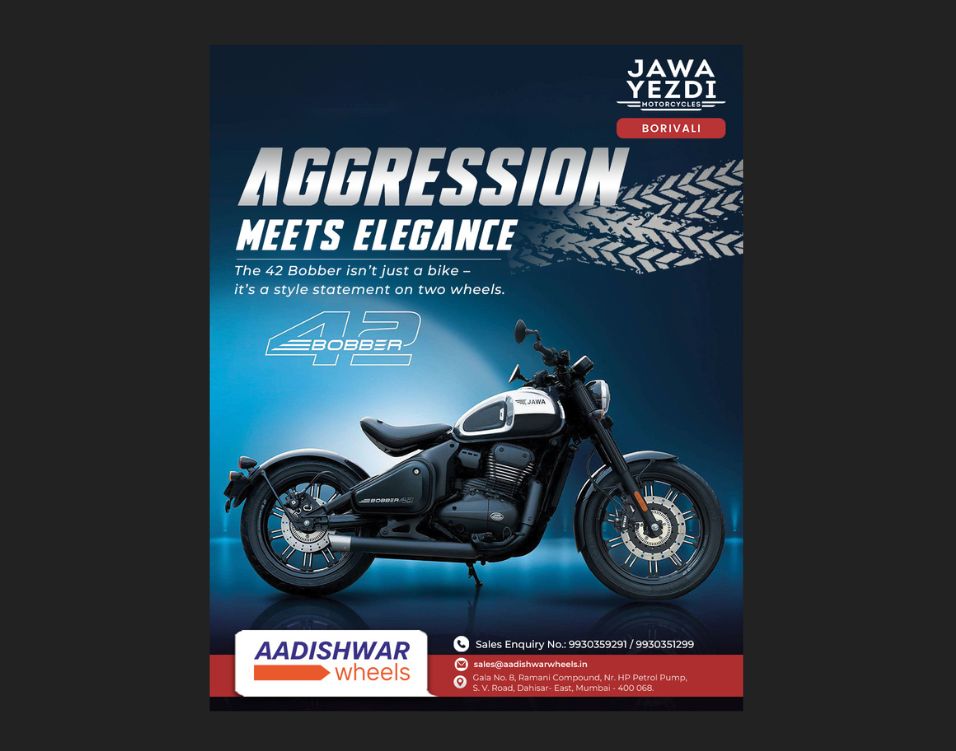 JAWA
YEZDI
MOTORCYCLES
BORIVALI
AGGRESSION
MEETS ELEGANCE
The 42 Bobber isn't just a bike –
it's a style statement on two wheels.
42
BOBBER
JAWA
BOBBER 42
AADISHWAR
wheels
Sales Enquiry No.: 9930359291 / 9930351299
sales@aadishwarwheels.in
Gala No. 8, Ramani Compound, Nr. HP Petrol Pump,
S. V. Road, Dahisar- East, Mumbai - 400 068.